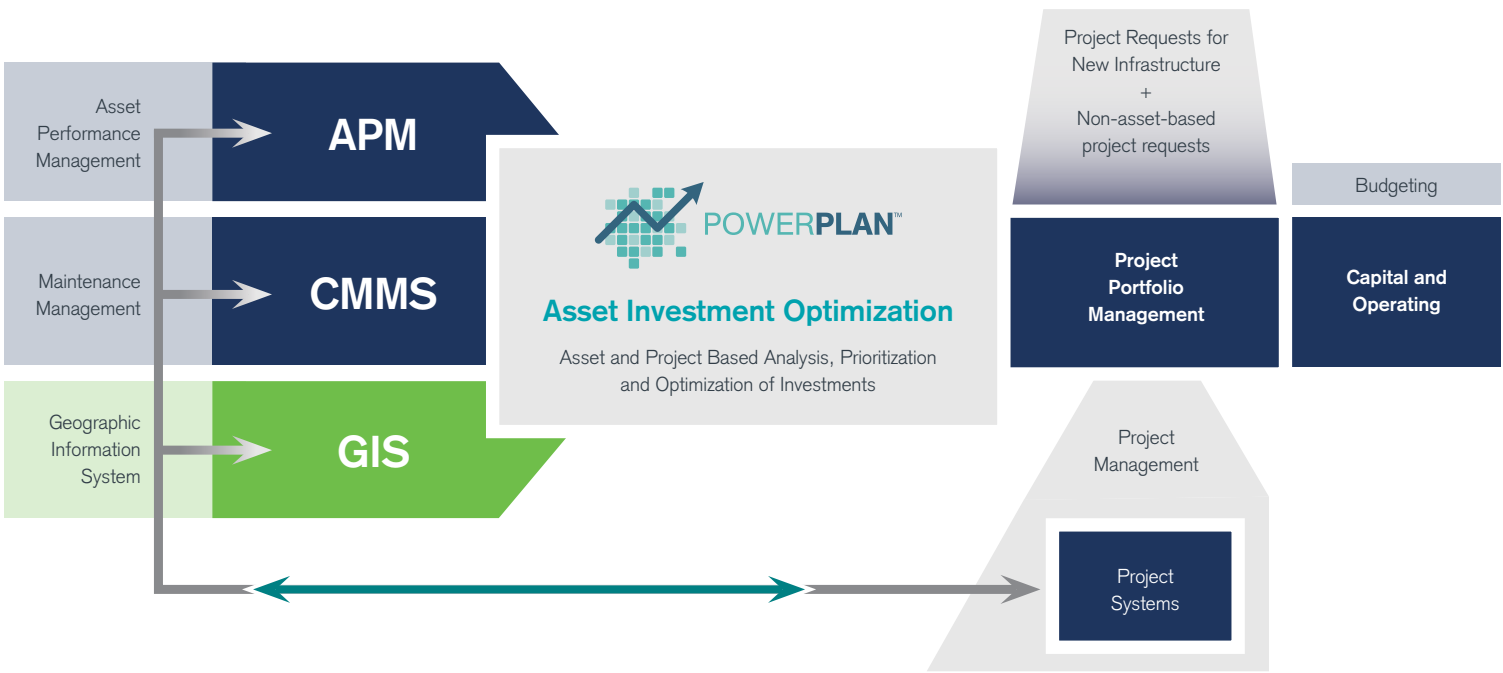 Asset
Performance
Management
APM
Maintenance
Management
CMMS
Geographic
Information
System
GIS
POWERPLAN™
Asset Investment Optimization
Asset and Project Based Analysis, Prioritization
and Optimization of Investments
Project Requests for
New Infrastructure
+
Non-asset-based
project requests
Project
Portfolio
Management
Budgeting
Capital and
Operating
Project
Management
Project
Systems